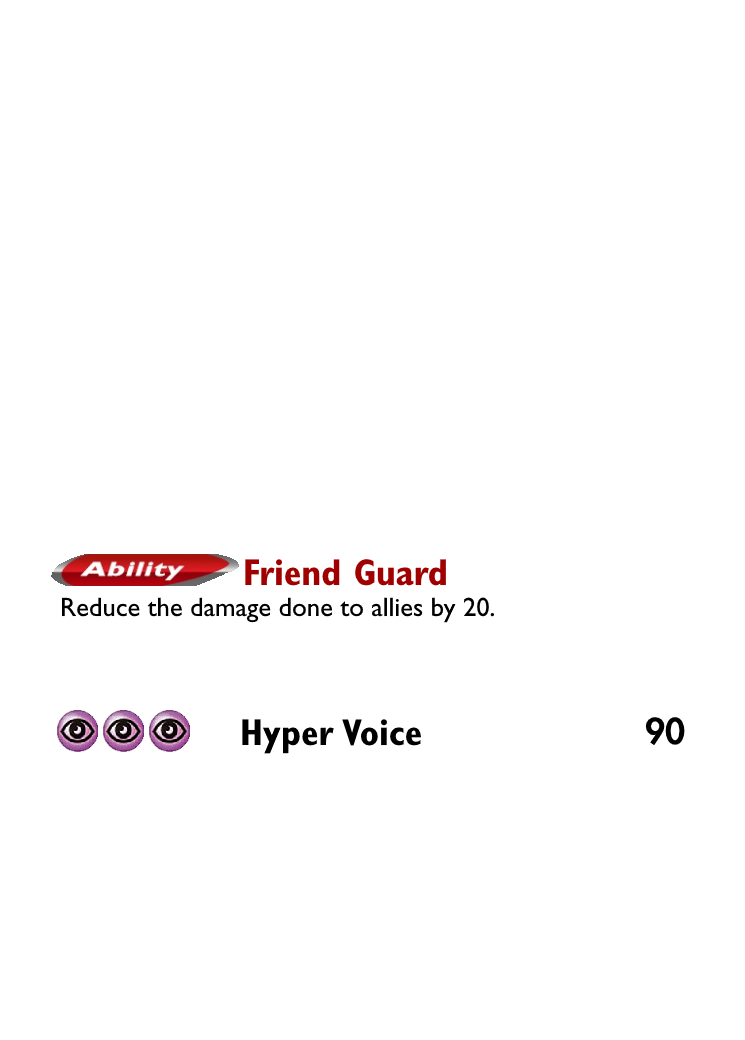 Ability Friend Guard
Reduce the damage done to allies by 20.
Hyper Voice 90